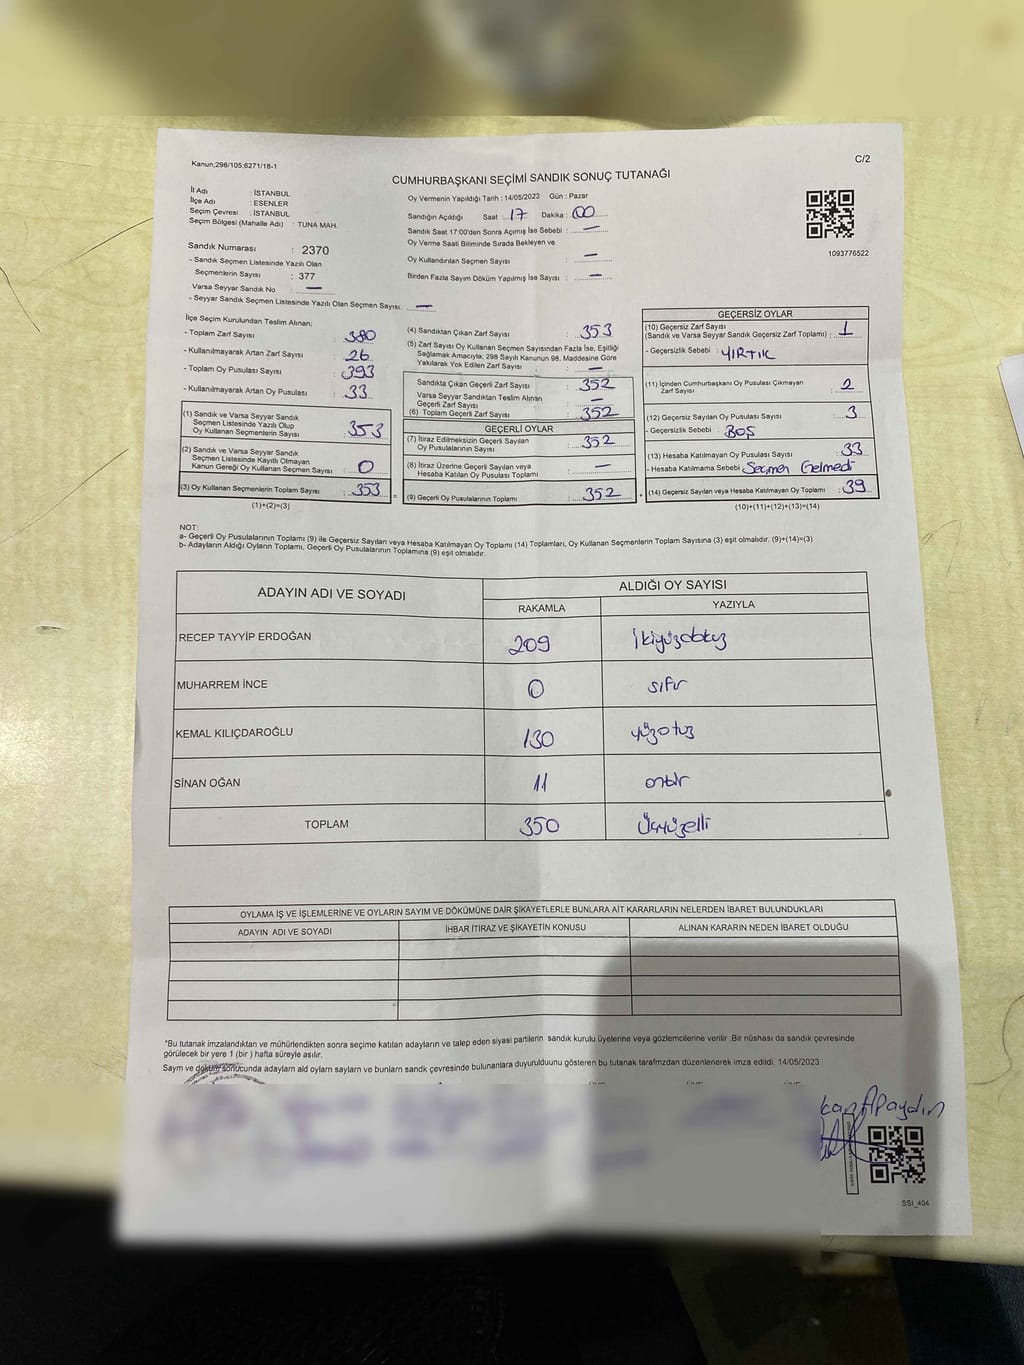 Kanun;298/105;6271/18-1
C/2
CUMHURBAŞKANI SEÇİMİ SANDIK SONUÇ TUTANAĞI
İl Adı : İSTANBUL
İlçe Adı : ESENLER
Seçim Çevresi : İSTANBUL
Seçim Bölgesi (Mahalle Adı) : TUNA MAH.
Sandık Numarası : 2370
- Sandık Seçmen Listesinde Yazılı Olan
Seçmenlerin Sayısı : 377
Varsa Seyyar Sandık No : —
- Seyyar Sandık Seçmen Listesinde Yazılı Olan Seçmen Sayısı: —
Oy Vermenin Yapıldığı Tarih : 14/05/2023 Gün : Pazar
Sandığın Açıldığı Saat : 17 Dakika : 00
Sandık Saat 17:00'den Sonra Açımış İse Sebebi : —
Oy Verme Saati Bitiminde Sırada Bekleyen ve
Oy Kullandırılan Seçmen Sayısı : —
Birden Fazla Sayım Döküm Yapılmış İse Sayısı : —
1093776522
İlçe Seçim Kurulundan Teslim Alınan;
- Toplam Zarf Sayısı : 380
- Kullanılmayarak Artan Zarf Sayısı : 26
- Toplam Oy Pusulası Sayısı : 393
- Kullanılmayarak Artan Oy Pusulası : 33
(1) Sandık ve Varsa Seyyar Sandık
Seçmen Listesinde Yazılı Olup
Oy Kullanan Seçmenlerin Sayısı : 353
(2) Sandık ve Varsa Seyyar Sandık
Seçmen Listesinde Kayıtlı Olmayan
Kanun Gereği Oy Kullanan Seçmen Sayısı : 0
(3) Oy Kullanan Seçmenlerin Toplam Sayısı : 353
(1)+(2)=(3)
(4) Sandıktan Çıkan Zarf Sayısı : 353
(5) Zarf Sayısı Oy Kullanan Seçmen Sayısından Fazla İse, Eşitliği
Sağlamak Amacıyla; 298 Sayılı Kanunun 98. Maddesine Göre
Yakılarak Yok Edilen Zarf Sayısı : —
Sandıkta Çıkan Geçerli Zarf Sayısı : 352
Varsa Seyyar Sandıktan Teslim Alınan
Geçerli Zarf Sayısı : —
(6) Toplam Geçerli Zarf Sayısı : 352
GEÇERLİ OYLAR
(7) İtiraz Edilmeksizin Geçerli Sayılan
Oy Pusulalarının Sayısı : 352
(8) İtiraz Üzerine Geçerli Sayılan veya
Hesaba Katılan Oy Pusulası Toplamı : —
= (9) Geçerli Oy Pusulalarının Toplamı : 352 +
GEÇERSİZ OYLAR
(10) Geçersiz Zarf Sayısı
(Sandık ve Varsa Seyyar Sandık Geçersiz Zarf Toplamı) : 1
- Geçersizlik Sebebi : YIRTIK
(11) İçinden Cumhurbaşkanı Oy Pusulası Çıkmayan
Zarf Sayısı : 2
(12) Geçersiz Sayılan Oy Pusulası Sayısı : 3
- Geçersizlik Sebebi : BOŞ
(13) Hesaba Katılmayan Oy Pusulası Sayısı : 33
- Hesaba Katılmama Sebebi Seçmen Gelmedi
(14) Geçersiz Sayılan veya Hesaba Katılmayan Oy Toplamı : 39
(10)+(11)+(12)+(13)=(14)
NOT:
a- Geçerli Oy Pusulalarının Toplamı (9) ile Geçersiz Sayılan veya Hesaba Katılmayan Oy Toplamı (14) Toplamları, Oy Kullanan Seçmenlerin Toplam Sayısına (3) eşit olmalıdır. (9)+(14)=(3)
b- Adayların Aldığı Oyların Toplamı, Geçerli Oy Pusulalarının Toplamına (9) eşit olmalıdır.
ADAYIN ADI VE SOYADI
ALDIĞI OY SAYISI
RAKAMLA YAZIYLA
RECEP TAYYİP ERDOĞAN 209 ikiyüzdokuz
MUHARREM İNCE 0 sıfır
KEMAL KILIÇDAROĞLU 130 yüzotuz
SİNAN OĞAN 11 onbir
TOPLAM 350 Üçyüzelli
OYLAMA İŞ VE İŞLEMLERİNE VE OYLARIN SAYIM VE DÖKÜMÜNE DAİR ŞİKAYETLERLE BUNLARA AİT KARARLARIN NELERDEN İBARET BULUNDUKLARI
ADAYIN ADI VE SOYADI İHBAR İTİRAZ VE ŞİKAYETİN KONUSU ALINAN KARARIN NEDEN İBARET OLDUĞU
*Bu tutanak imzalandıktan ve mühürlendikten sonra seçime katılan adayların ve talep eden siyasi partilerin sandık kurulu üyelerine veya gözlemcilerine verilir .Bir nüshası da sandık çevresinde
görülecek bir yere 1 (bir ) hafta süreyle asılır.
Sayım ve döküm sonucunda adayların ald oyların sayları ve bunların sandk çevresinde bulunanlara duyurulduunu gösteren bu tutanak tarafmzdan düzenlenerek imza edildi. 14/05/2023
kan Apaydın
SSI_404